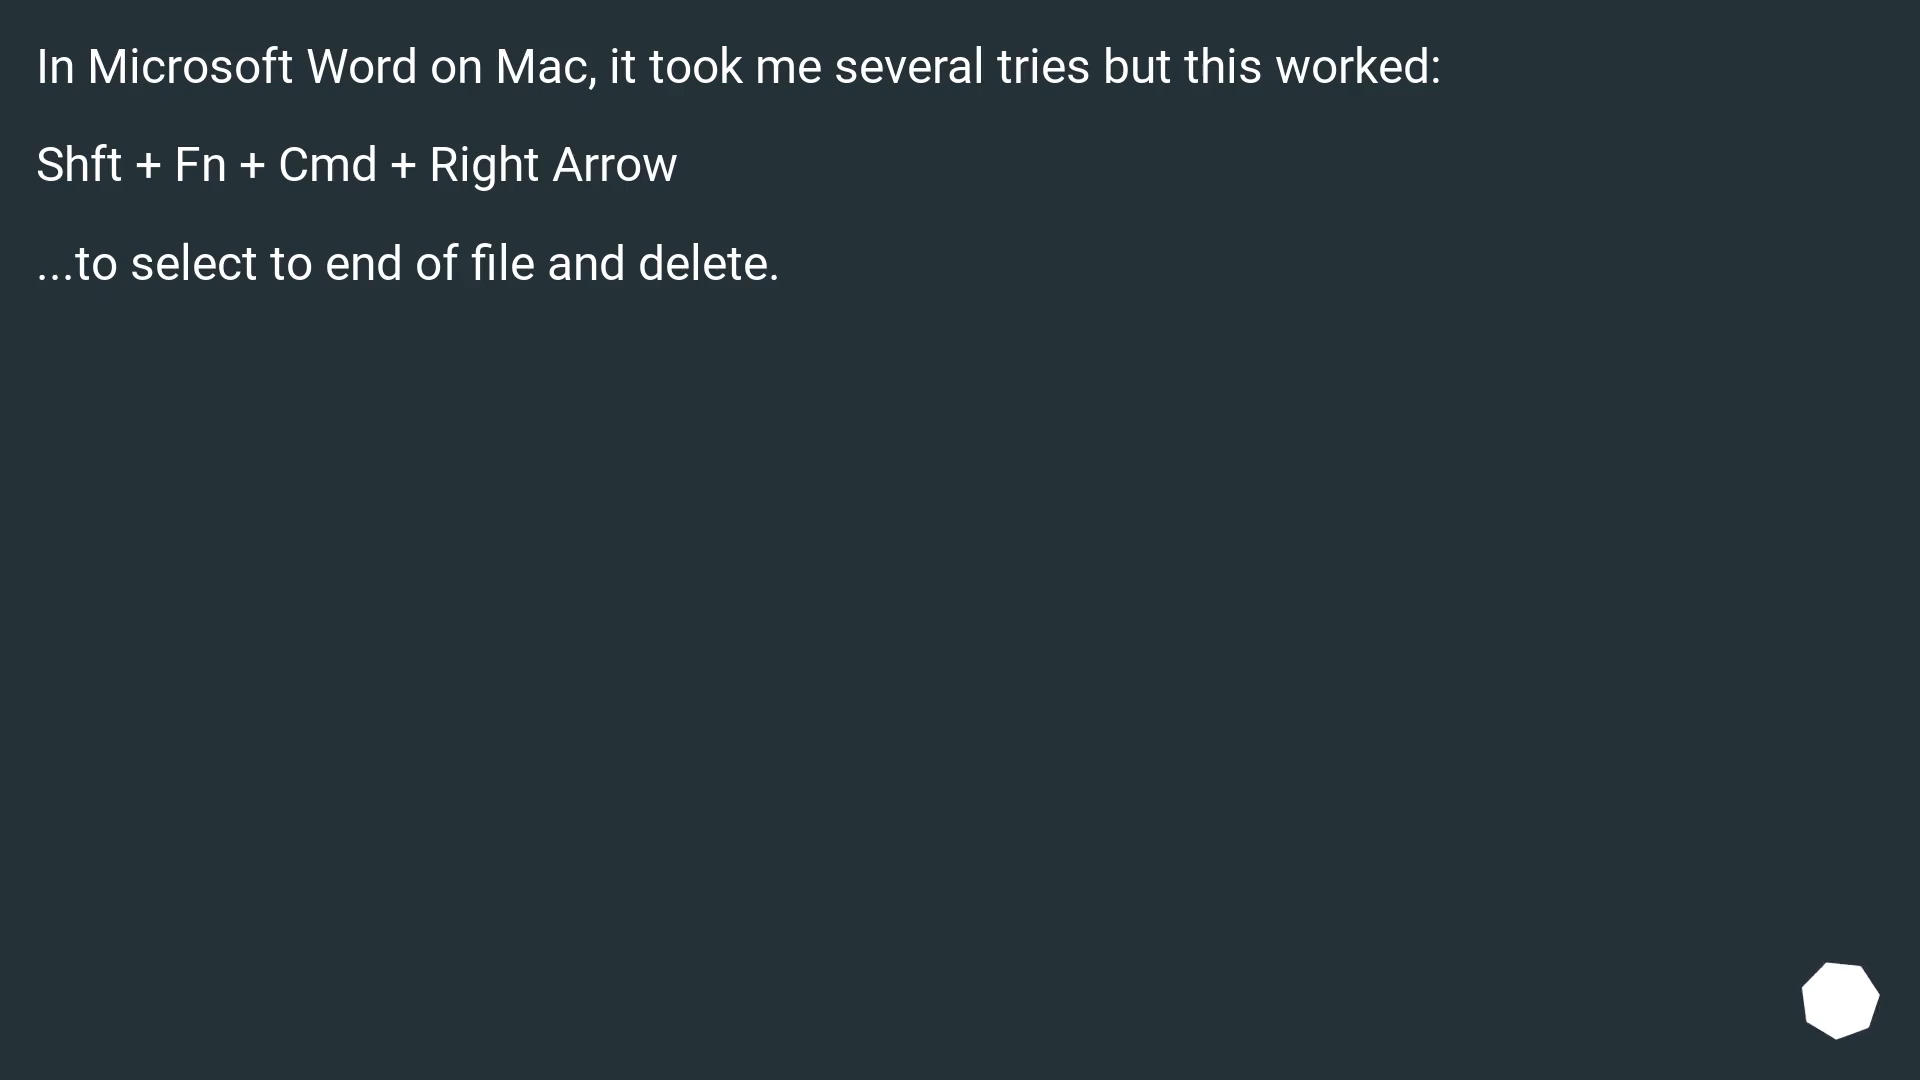 In Microsoft Word on Mac, it took me several tries but this worked:
Shft + Fn + Cmd + Right Arrow
...to select to end of file and delete.